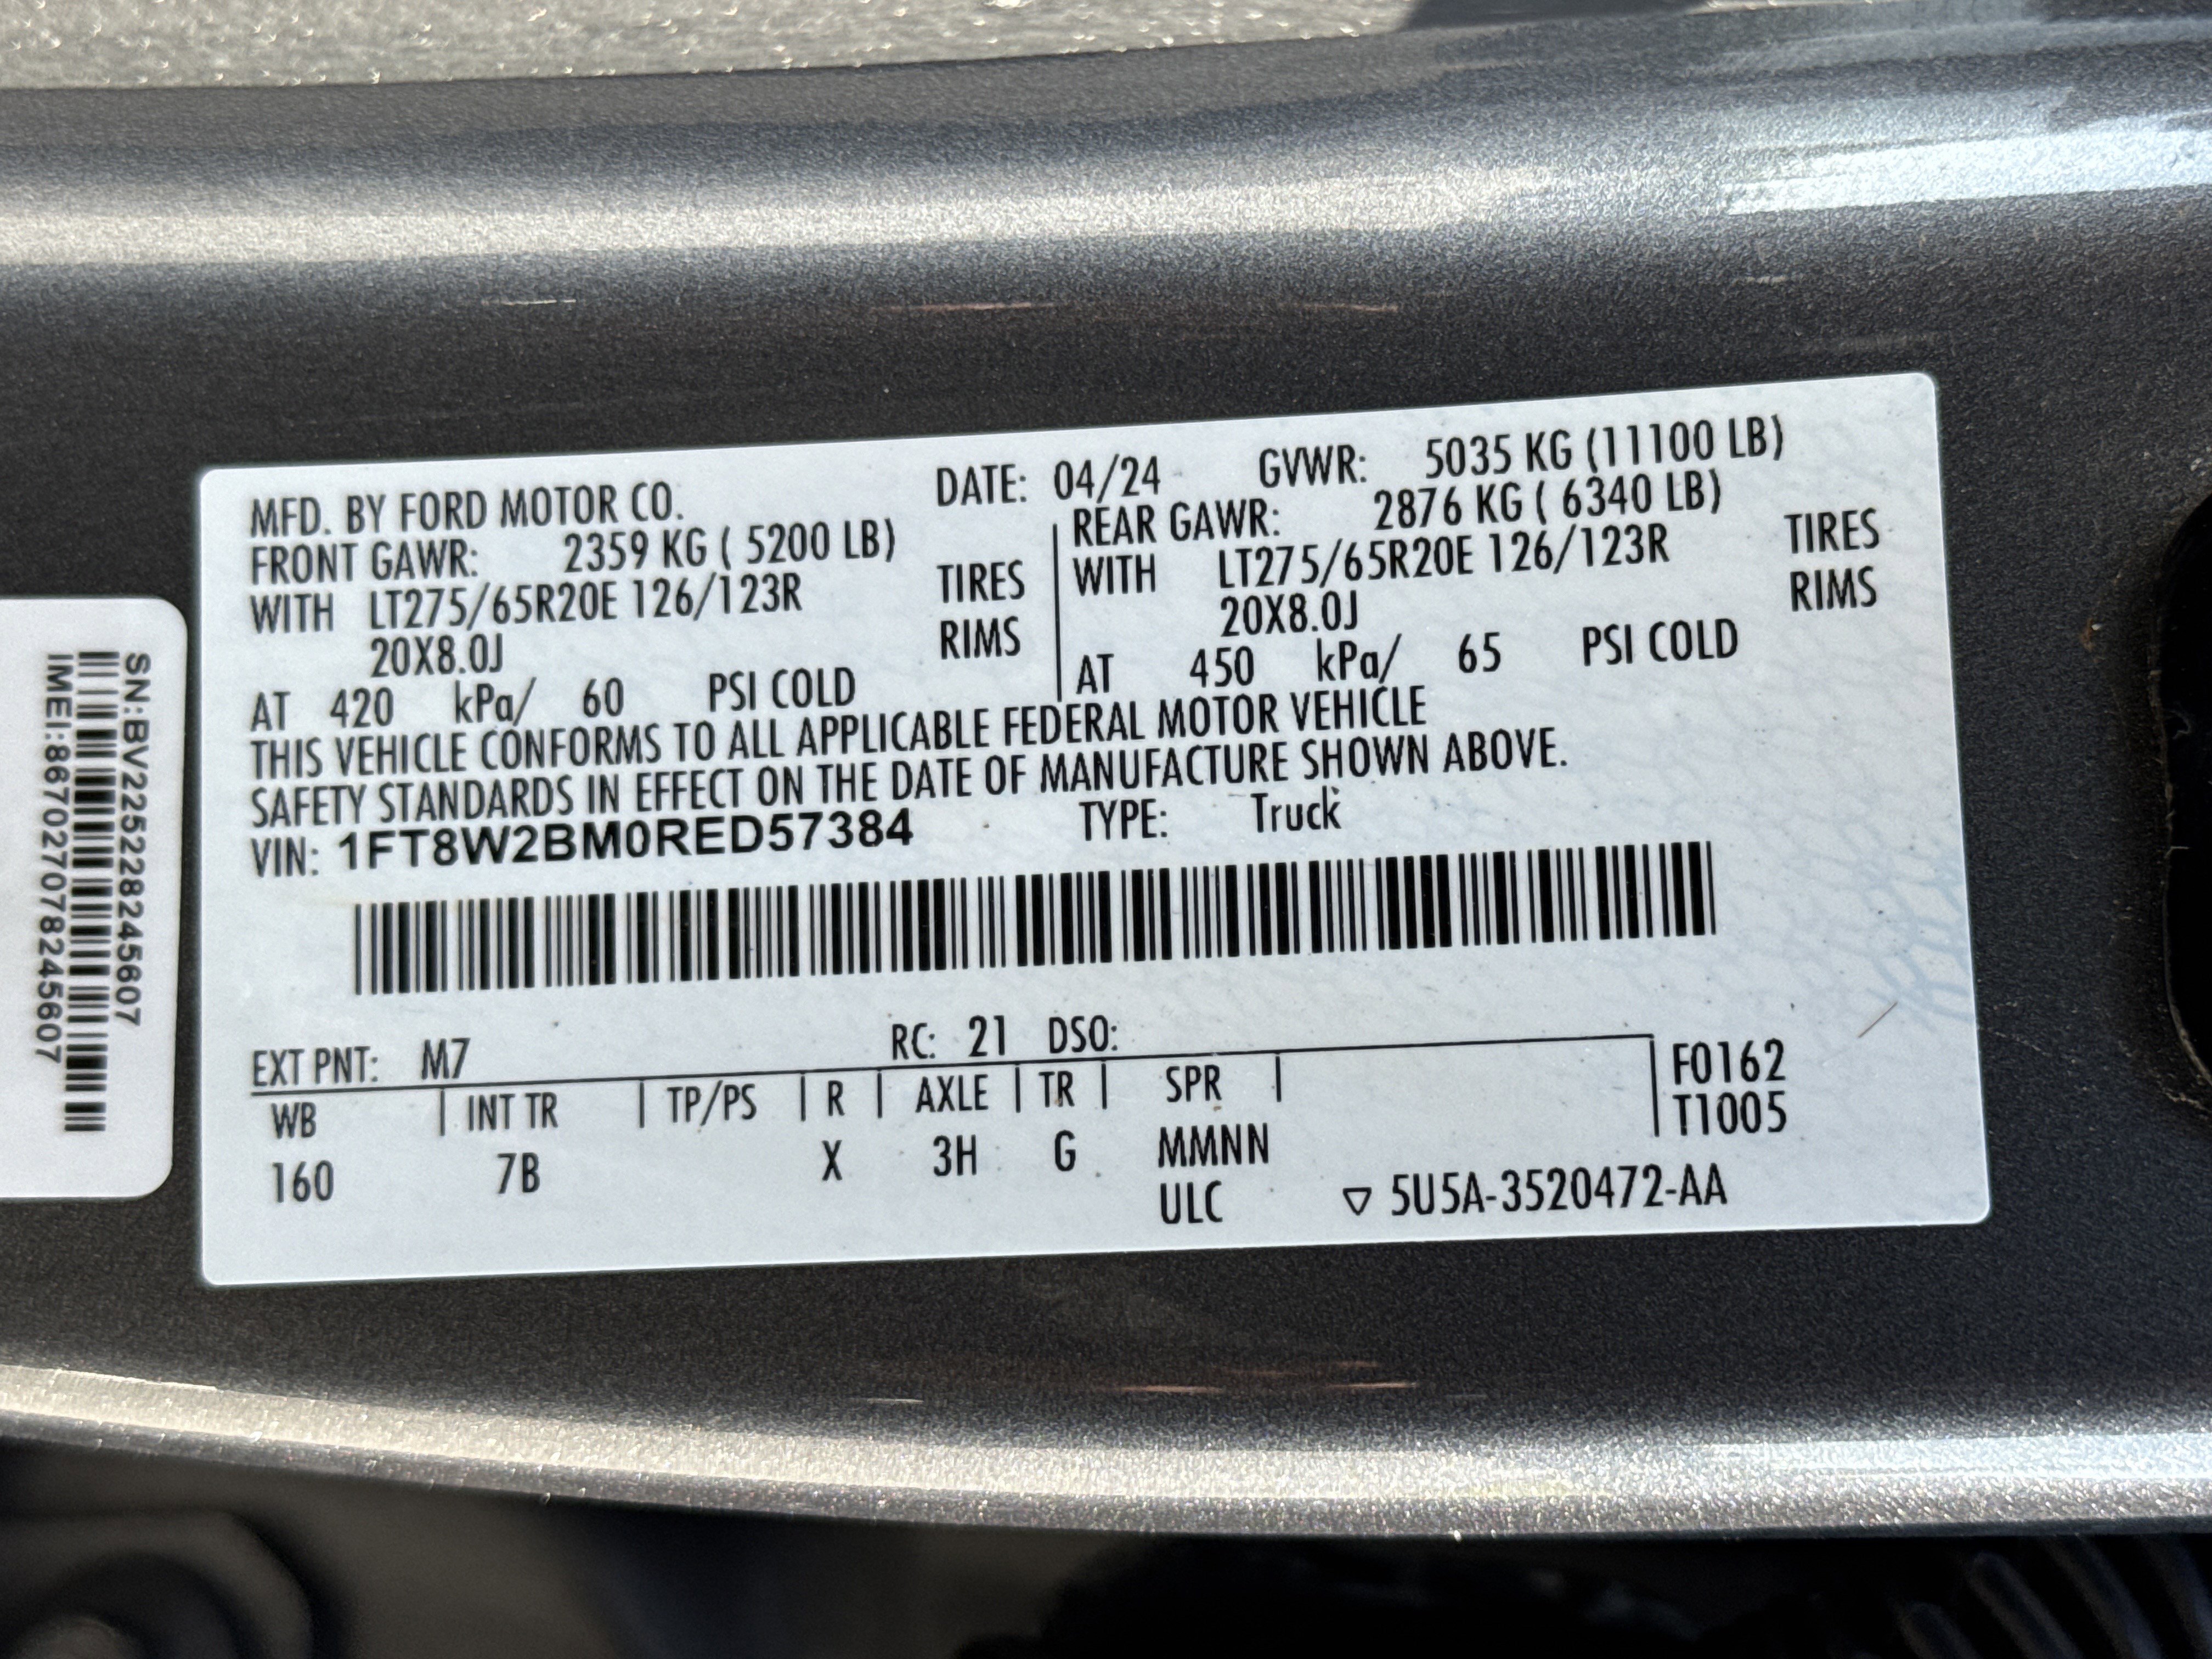 MFD. BY FORD MOTOR CO. DATE: 04/24 GVWR: 5035 KG (11100 LB)
FRONT GAWR: 2359 KG ( 5200 LB)
WITH LT275/65R20E 126/123R TIRES
20X8.0J RIMS
AT 420 kPa/ 60 PSI COLD
REAR GAWR: 2876 KG ( 6340 LB)
WITH LT275/65R20E 126/123R TIRES
20X8.0J RIMS
AT 450 kPa/ 65 PSI COLD
THIS VEHICLE CONFORMS TO ALL APPLICABLE FEDERAL MOTOR VEHICLE
SAFETY STANDARDS IN EFFECT ON THE DATE OF MANUFACTURE SHOWN ABOVE.
VIN: 1FT8W2BM0RED57384 TYPE: Truck
EXT PNT: M7 RC: 21 DSO:
WB INT TR TP/PS R AXLE TR SPR
160 7B X 3H G MMNN
ULC ▽ 5U5A-3520472-AA
F0162
T1005
SN:BV225228245607
IMEI:867027078245607